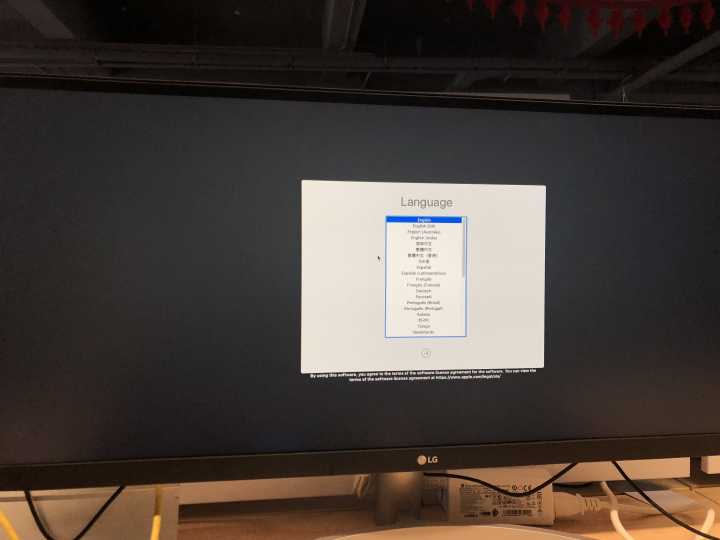 Language
English
English (UK)
English (Australia)
English (India)
简体中文
繁體中文
繁體中文（香港）
日本語
Español
Español (Latinoamérica)
Français
Français (Canada)
Deutsch
Русский
Português (Brasil)
Português (Portugal)
Italiano
한국어
Türkçe
Nederlands
By using this software, you agree to the terms of the software license agreement for the software. You can view the
terms of the software license agreement at https://www.apple.com/legal/sla/
LG